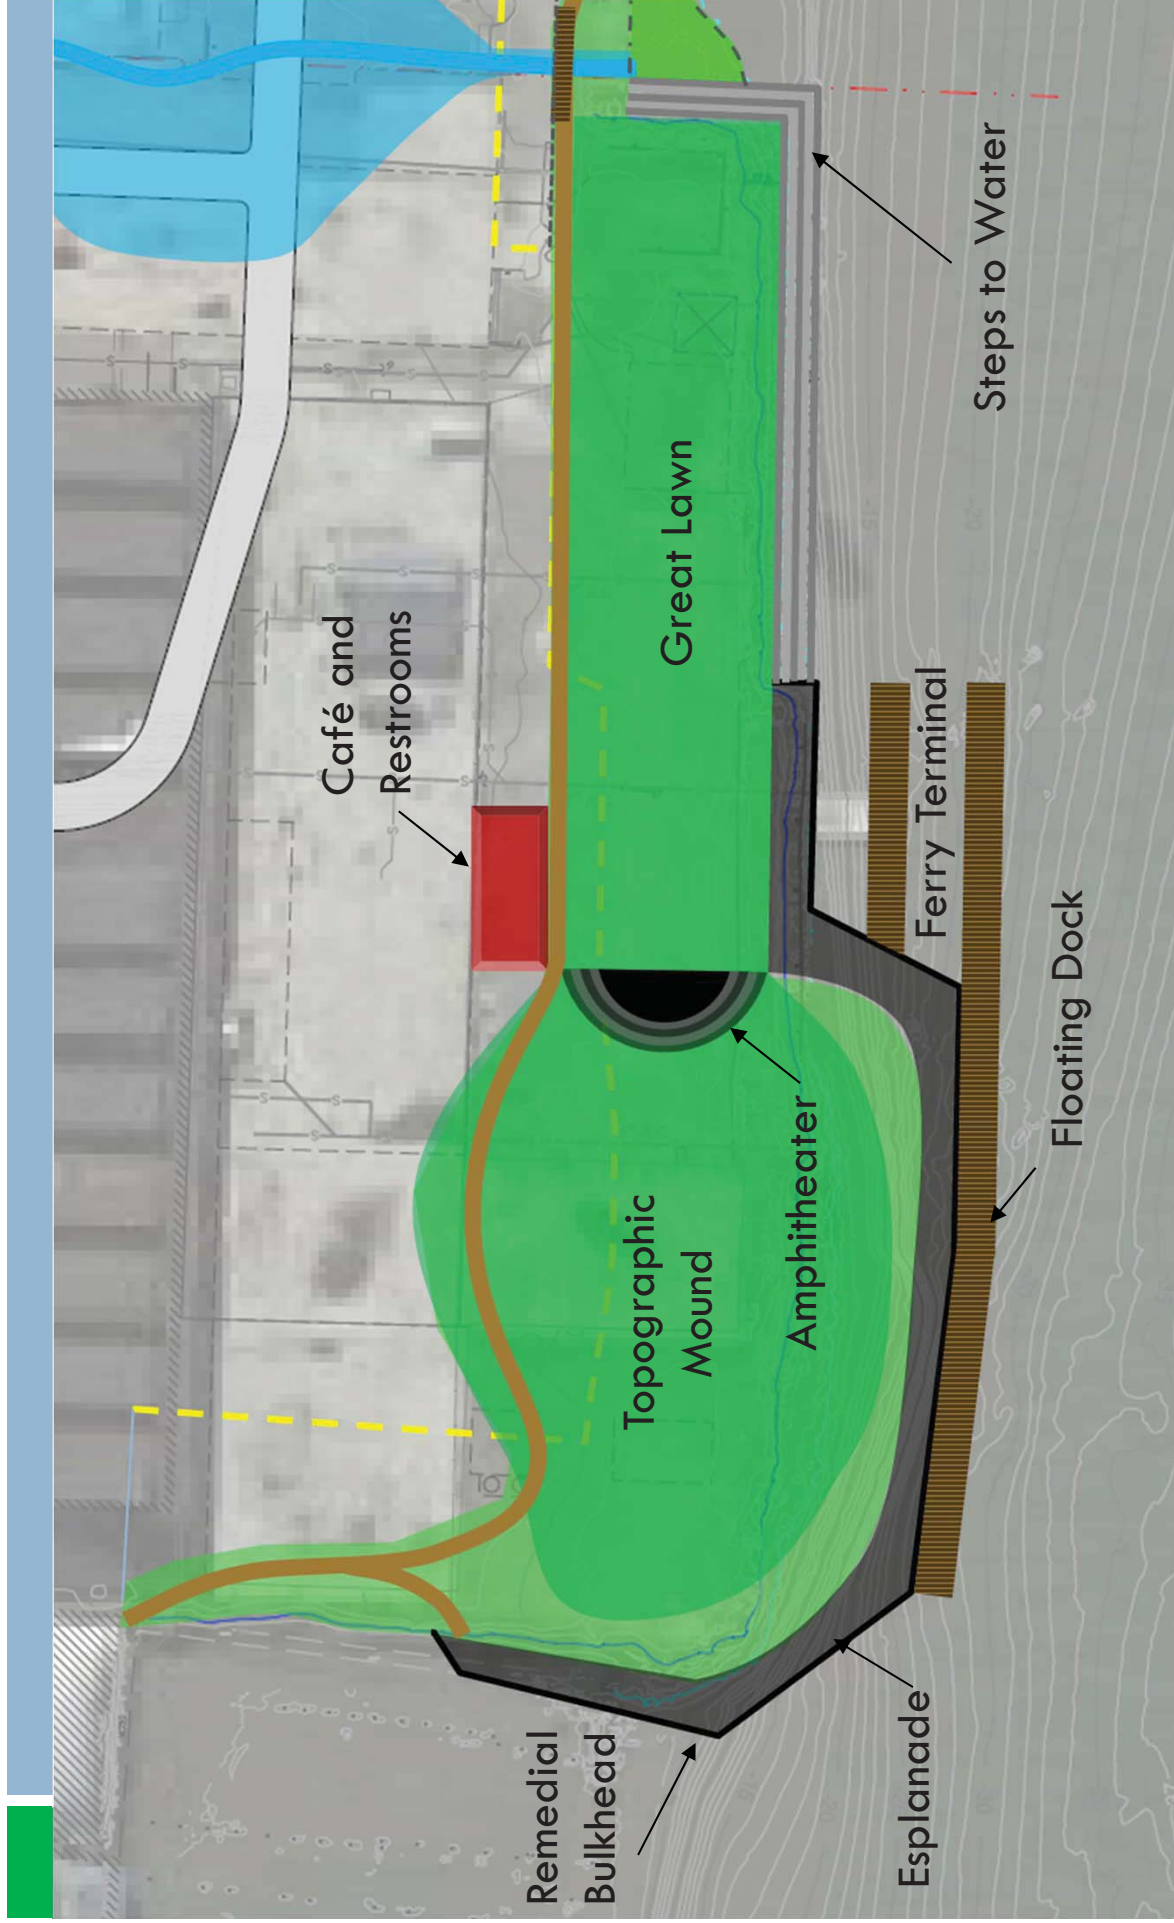 Café and
Restrooms
Great Lawn
Steps to Water
Ferry Terminal
Floating Dock
Topographic
Mound
Amphitheater
Remedial
Bulkhead
Esplanade